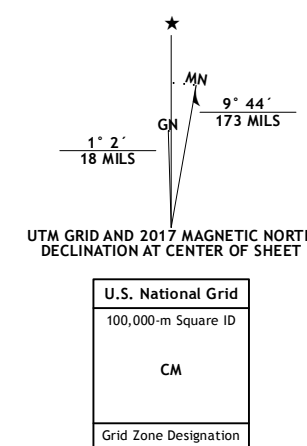 ★
MN
GN
9° 44´
173 MILS
1° 2´
18 MILS
UTM GRID AND 2017 MAGNETIC NORTH
DECLINATION AT CENTER OF SHEET
U.S. National Grid
100,000-m Square ID
CM
Grid Zone Designation